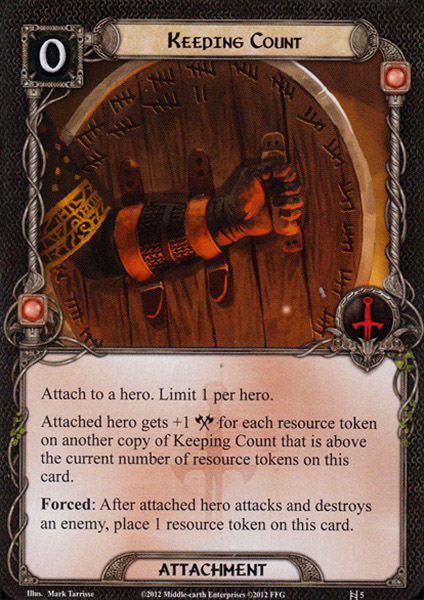 0
KEEPING COUNT
Attach to a hero. Limit 1 per hero.
Attached hero gets +1 for each resource token
on another copy of Keeping Count that is above
the current number of resource tokens on this
card.
Forced: After attached hero attacks and destroys
an enemy, place 1 resource token on this card.
ATTACHMENT
Illus. Mark Tarrisse ©2012 Middle-earth Enterprises ©2012 FFG 5